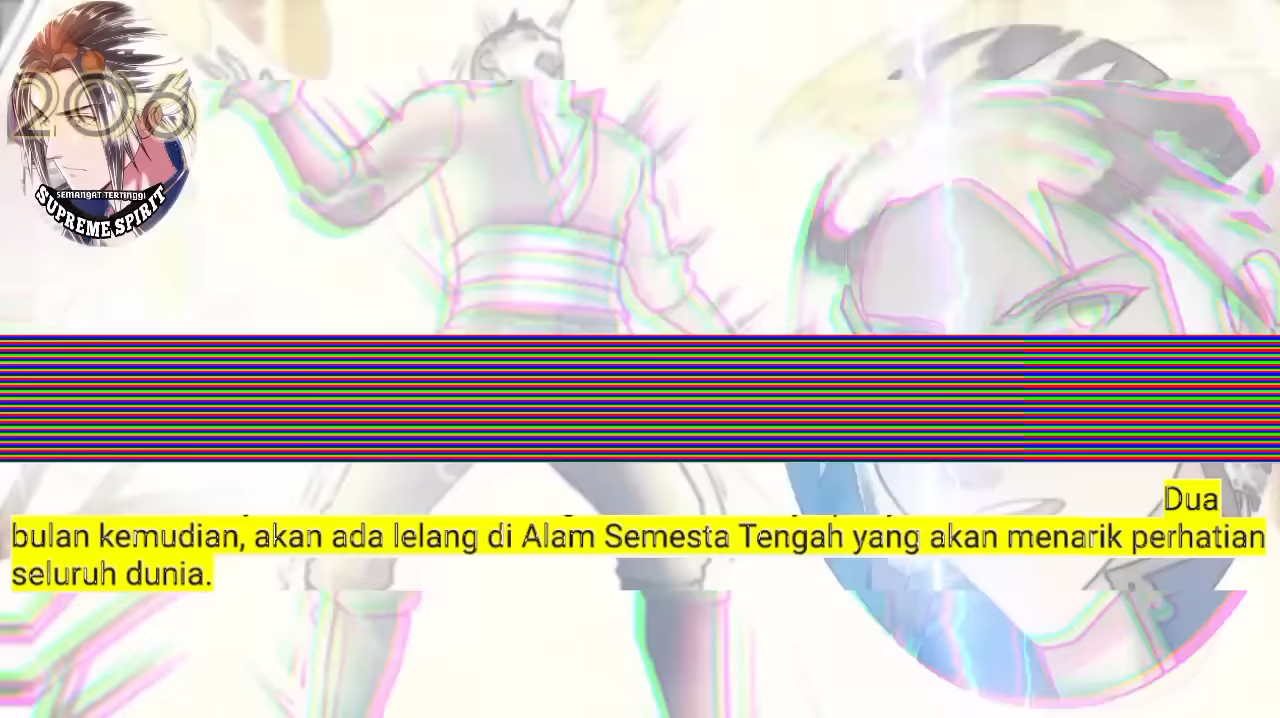 206
SEMANGAT TERTINGGI
SUPREME SPIRIT
Dua
bulan kemudian, akan ada lelang di Alam Semesta Tengah yang akan menarik perhatian
seluruh dunia.